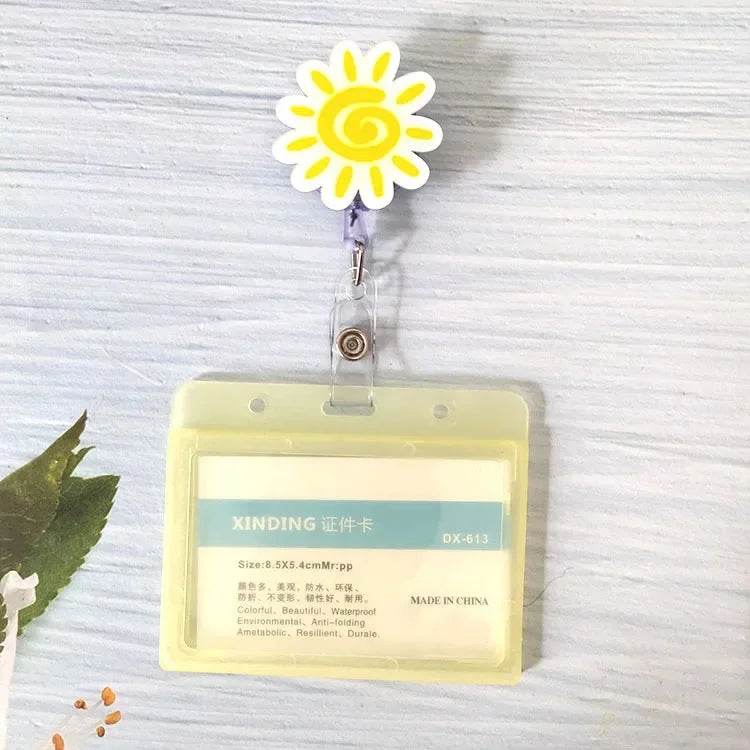 XINDING 证件卡
DX-613
Size:8.5X5.4cmMr:pp
颜色多、美观、防水、环保、
防折、不变形、韧性好、耐用。
MADE IN CHINA
Colorful、Beautiful、Waterproof
Environmental、Anti-folding
Ametabolic、Resillient、Durale.